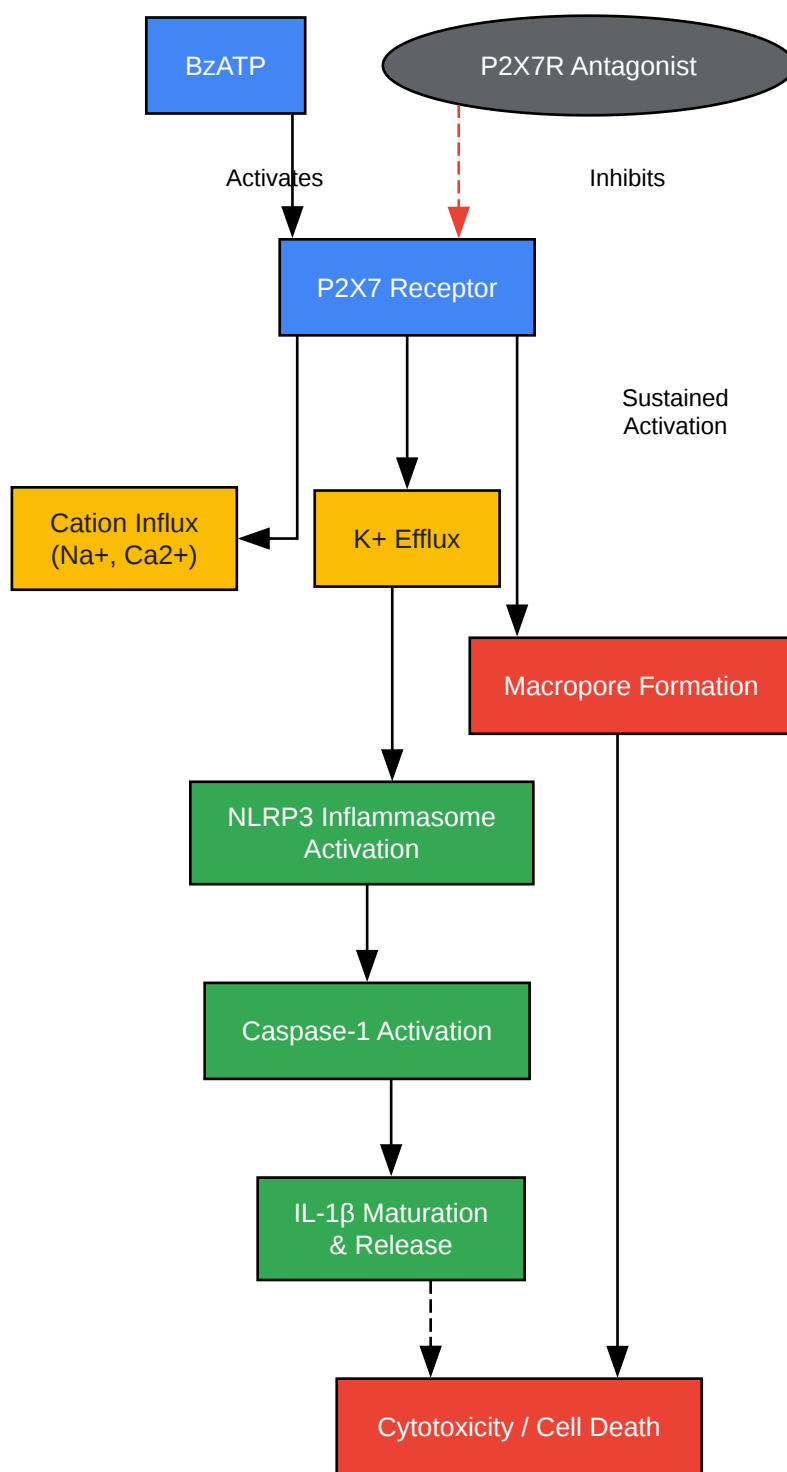 BzATP
P2X7R Antagonist
Activates
Inhibits
P2X7 Receptor
Sustained
Activation
Cation Influx
(Na+, Ca2+)
K+ Efflux
Macropore Formation
NLRP3 Inflammasome
Activation
Caspase-1 Activation
IL-1β Maturation
& Release
Cytotoxicity / Cell Death